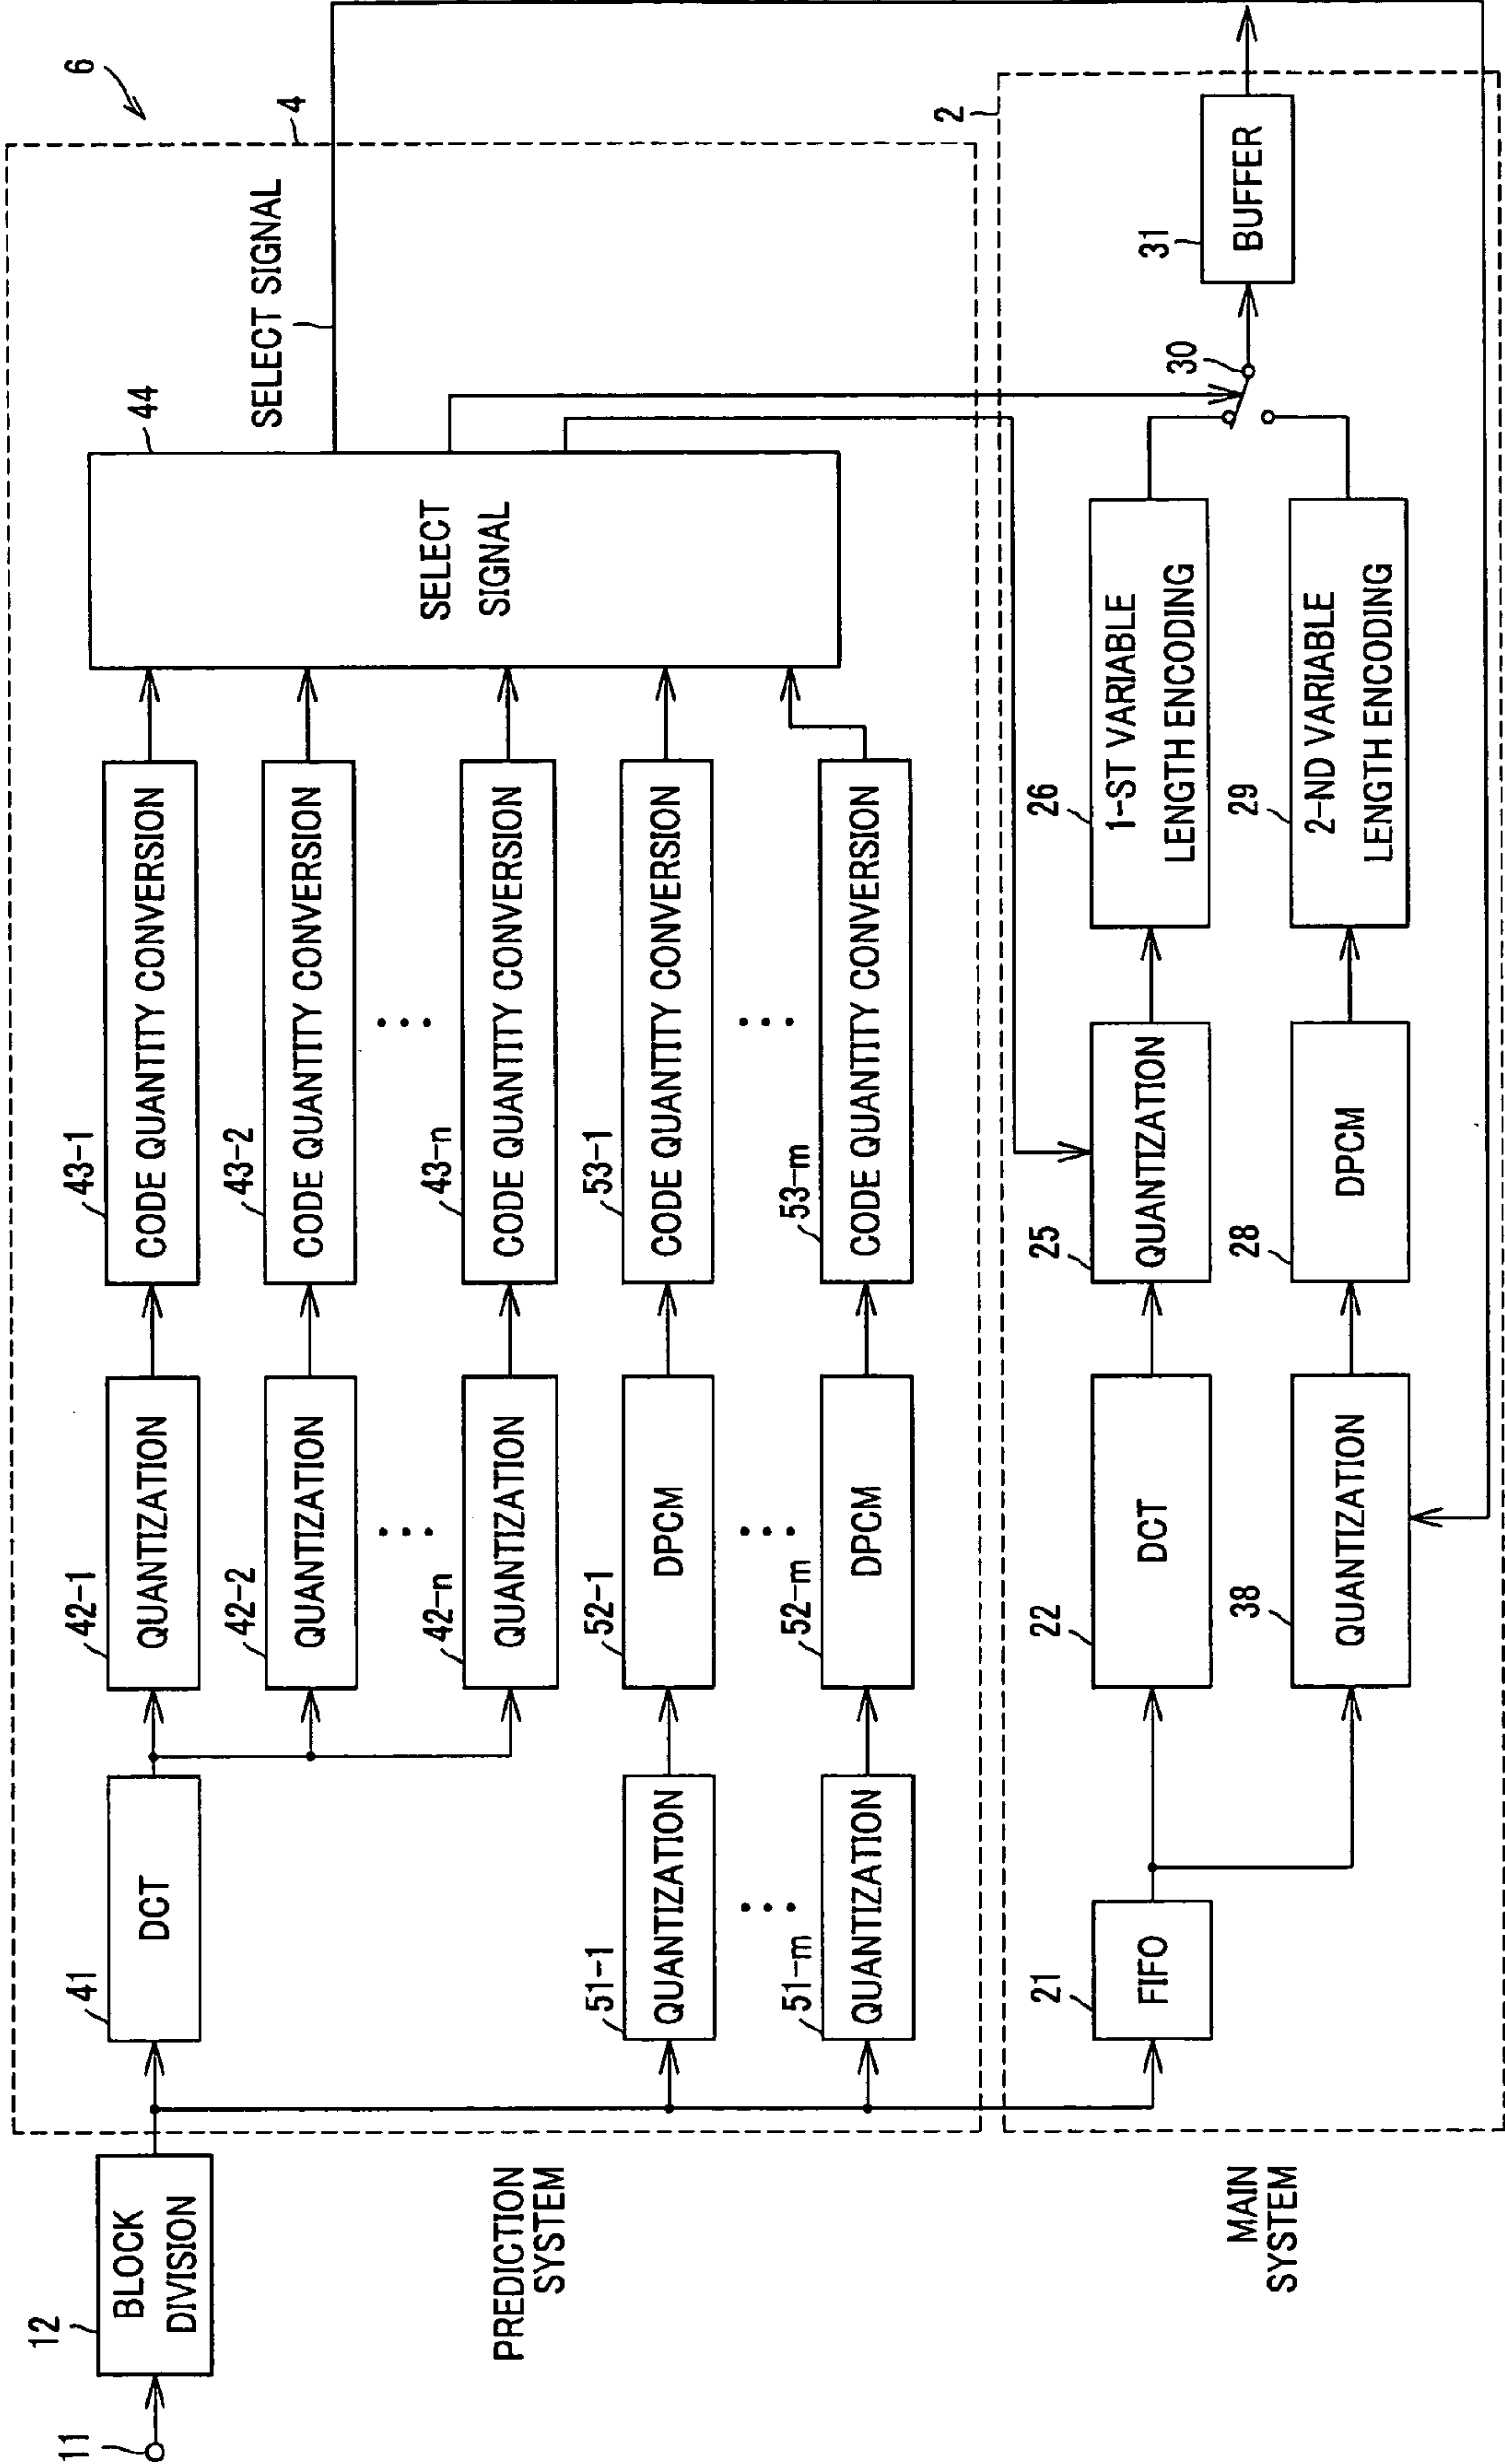 6
4
11
12
BLOCK
DIVISION
41
DCT
42-1
QUANTIZATION
43-1
CODE QUANTITY CONVERSION
42-2
QUANTIZATION
43-2
CODE QUANTITY CONVERSION
42-n
QUANTIZATION
43-n
CODE QUANTITY CONVERSION
44
SELECT
SIGNAL
SELECT SIGNAL
51-1
QUANTIZATION
52-1
DPCM
53-1
CODE QUANTITY CONVERSION
51-m
QUANTIZATION
52-m
DPCM
53-m
CODE QUANTITY CONVERSION
PREDICTION
SYSTEM
2
21
FIFO
22
DCT
25
QUANTIZATION
26
1-ST VARIABLE
LENGTH ENCODING
38
QUANTIZATION
28
DPCM
29
2-ND VARIABLE
LENGTH ENCODING
30
31
BUFFER
MAIN
SYSTEM